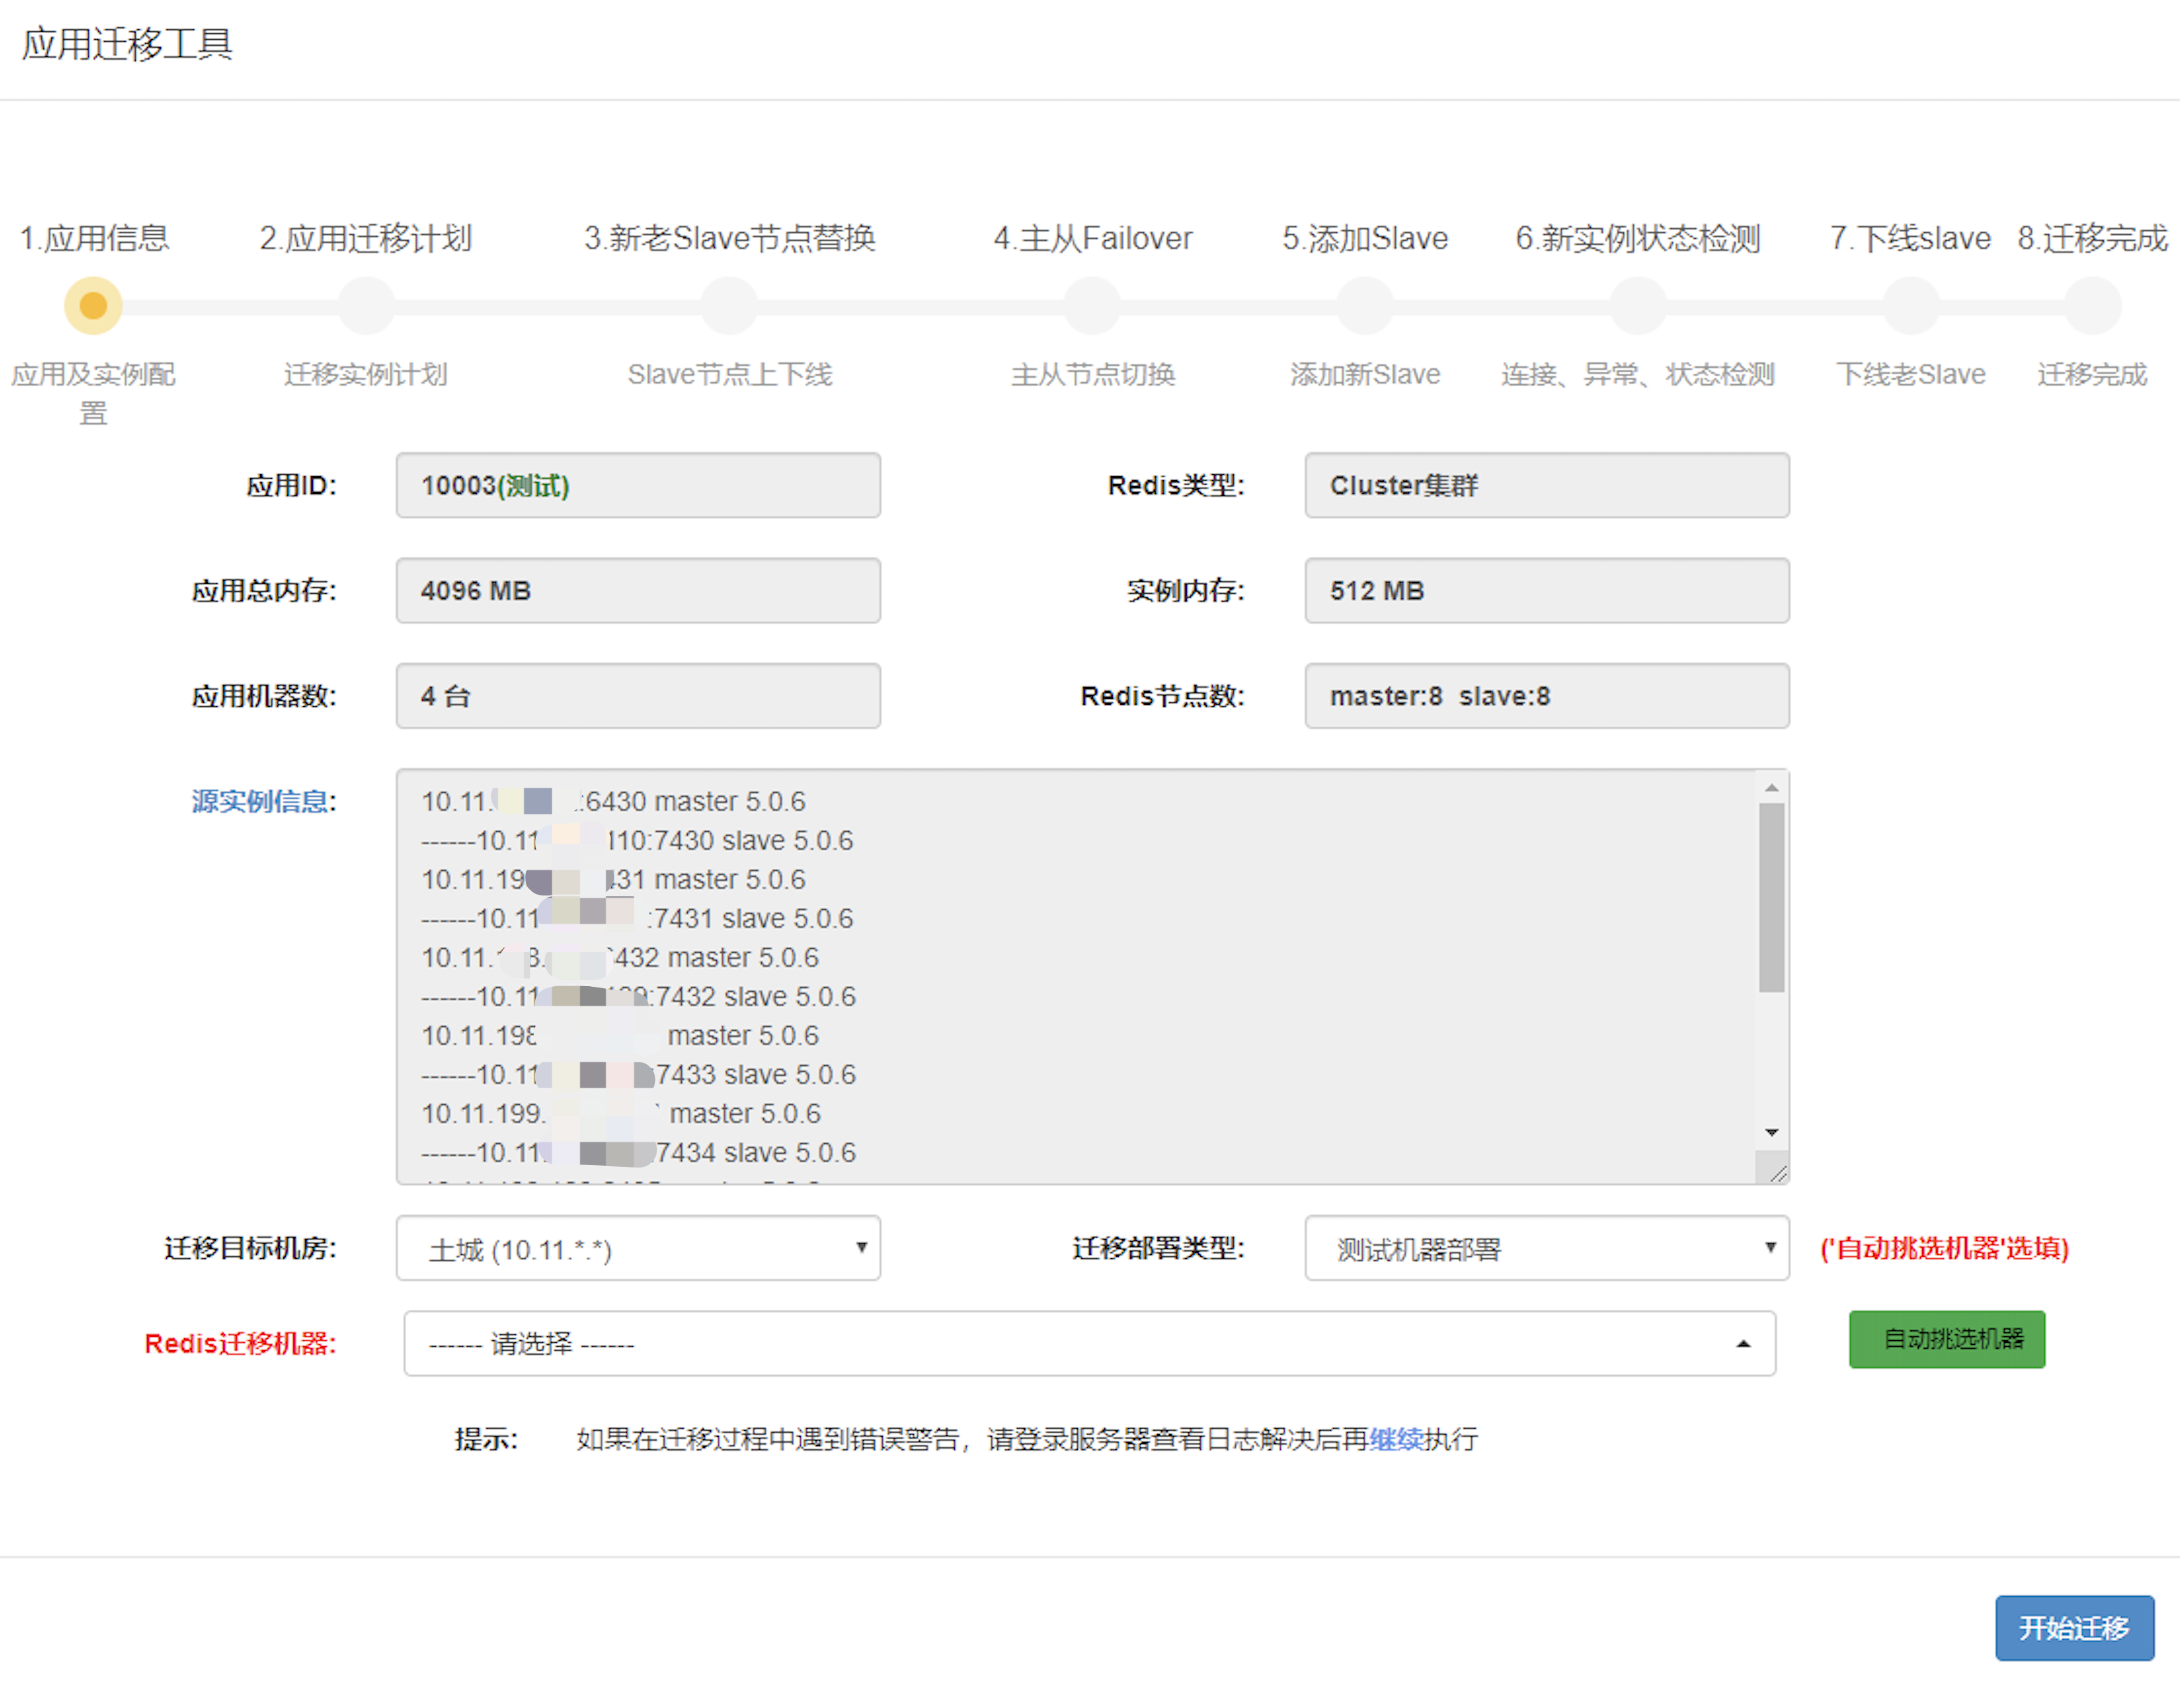 应用迁移工具
1.应用信息 2.应用迁移计划 3.新老Slave节点替换 4.主从Failover 5.添加Slave 6.新实例状态检测 7.下线slave 8.迁移完成
应用及实例配置 迁移实例计划 Slave节点上下线 主从节点切换 添加新Slave 连接、异常、状态检测 下线老Slave 迁移完成
应用ID: 10003(测试) Redis类型: Cluster集群
应用总内存: 4096 MB 实例内存: 512 MB
应用机器数: 4 台 Redis节点数: master:8 slave:8
源实例信息:
10.11. :6430 master 5.0.6
------10.11 110:7430 slave 5.0.6
10.11.19 431 master 5.0.6
------10.11 :7431 slave 5.0.6
10.11. 432 master 5.0.6
------10.11 :7432 slave 5.0.6
10.11.198 master 5.0.6
------10.11 7433 slave 5.0.6
10.11.199. master 5.0.6
------10.11. 7434 slave 5.0.6
迁移目标机房: 土城 (10.11.*.*) 迁移部署类型: 测试机器部署 ('自动挑选机器'选填)
Redis迁移机器: ------ 请选择 ------ 自动挑选机器
提示: 如果在迁移过程中遇到错误警告，请登录服务器查看日志解决后再继续执行
开始迁移